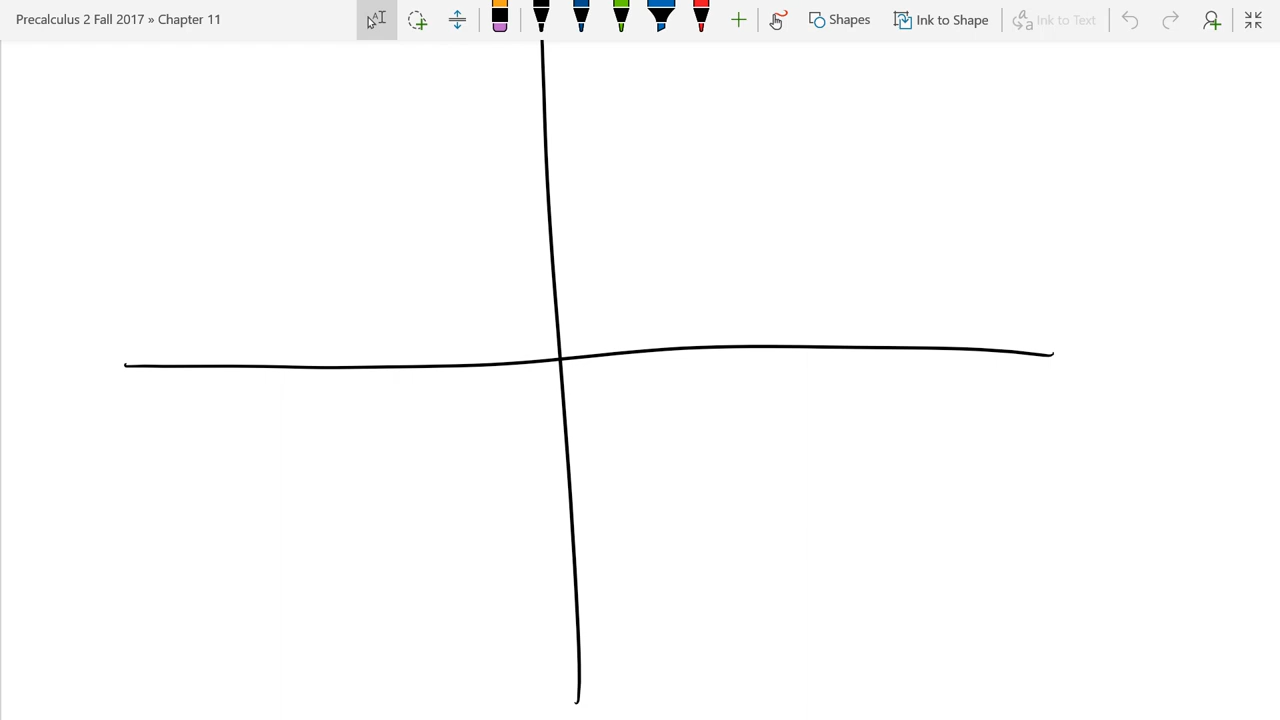 Precalculus 2 Fall 2017 » Chapter 11
Shapes
Ink to Shape
Ink to Text